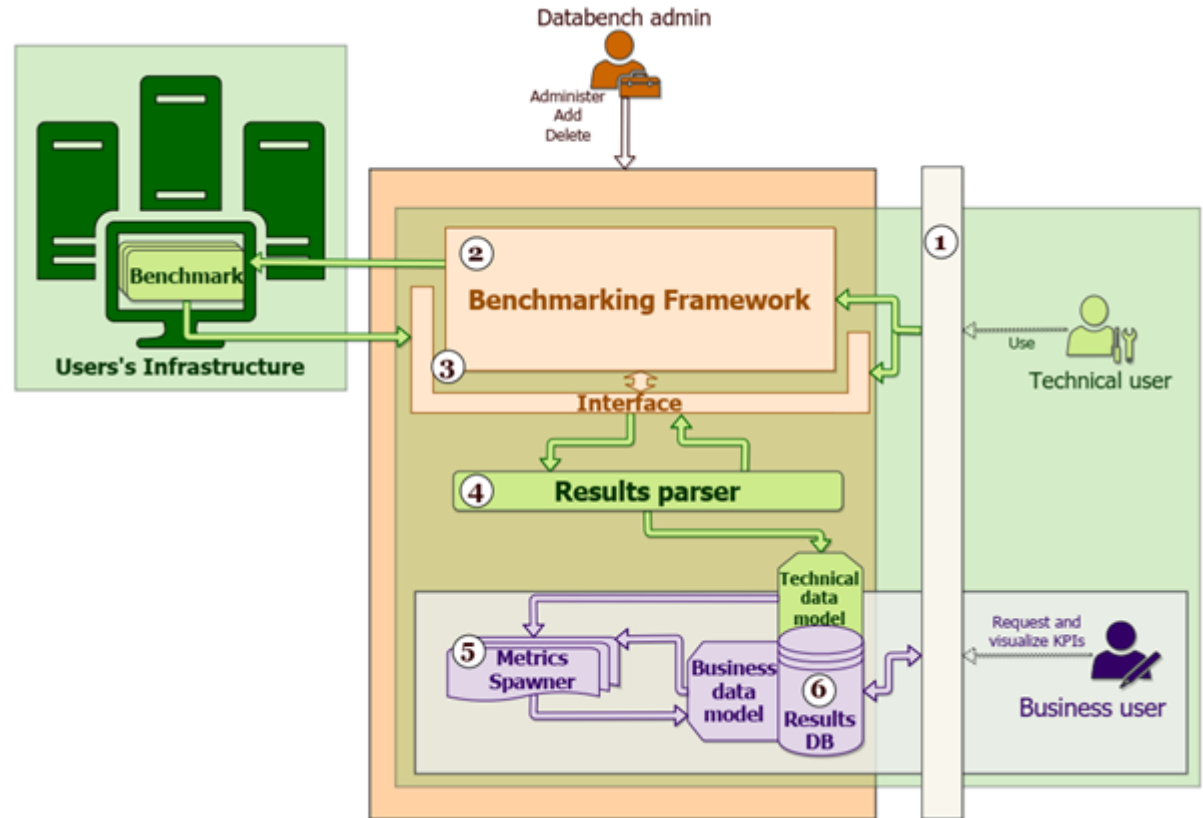 Databench admin
Administer
Add
Delete
Benchmark
Users's Infrastructure
1
2
Benchmarking Framework
3
Interface
Use
Technical user
4
Results parser
Technical
data
model
5
Metrics
Spawner
Business
data
model
6
Results
DB
Request and
visualize KPIs
Business user